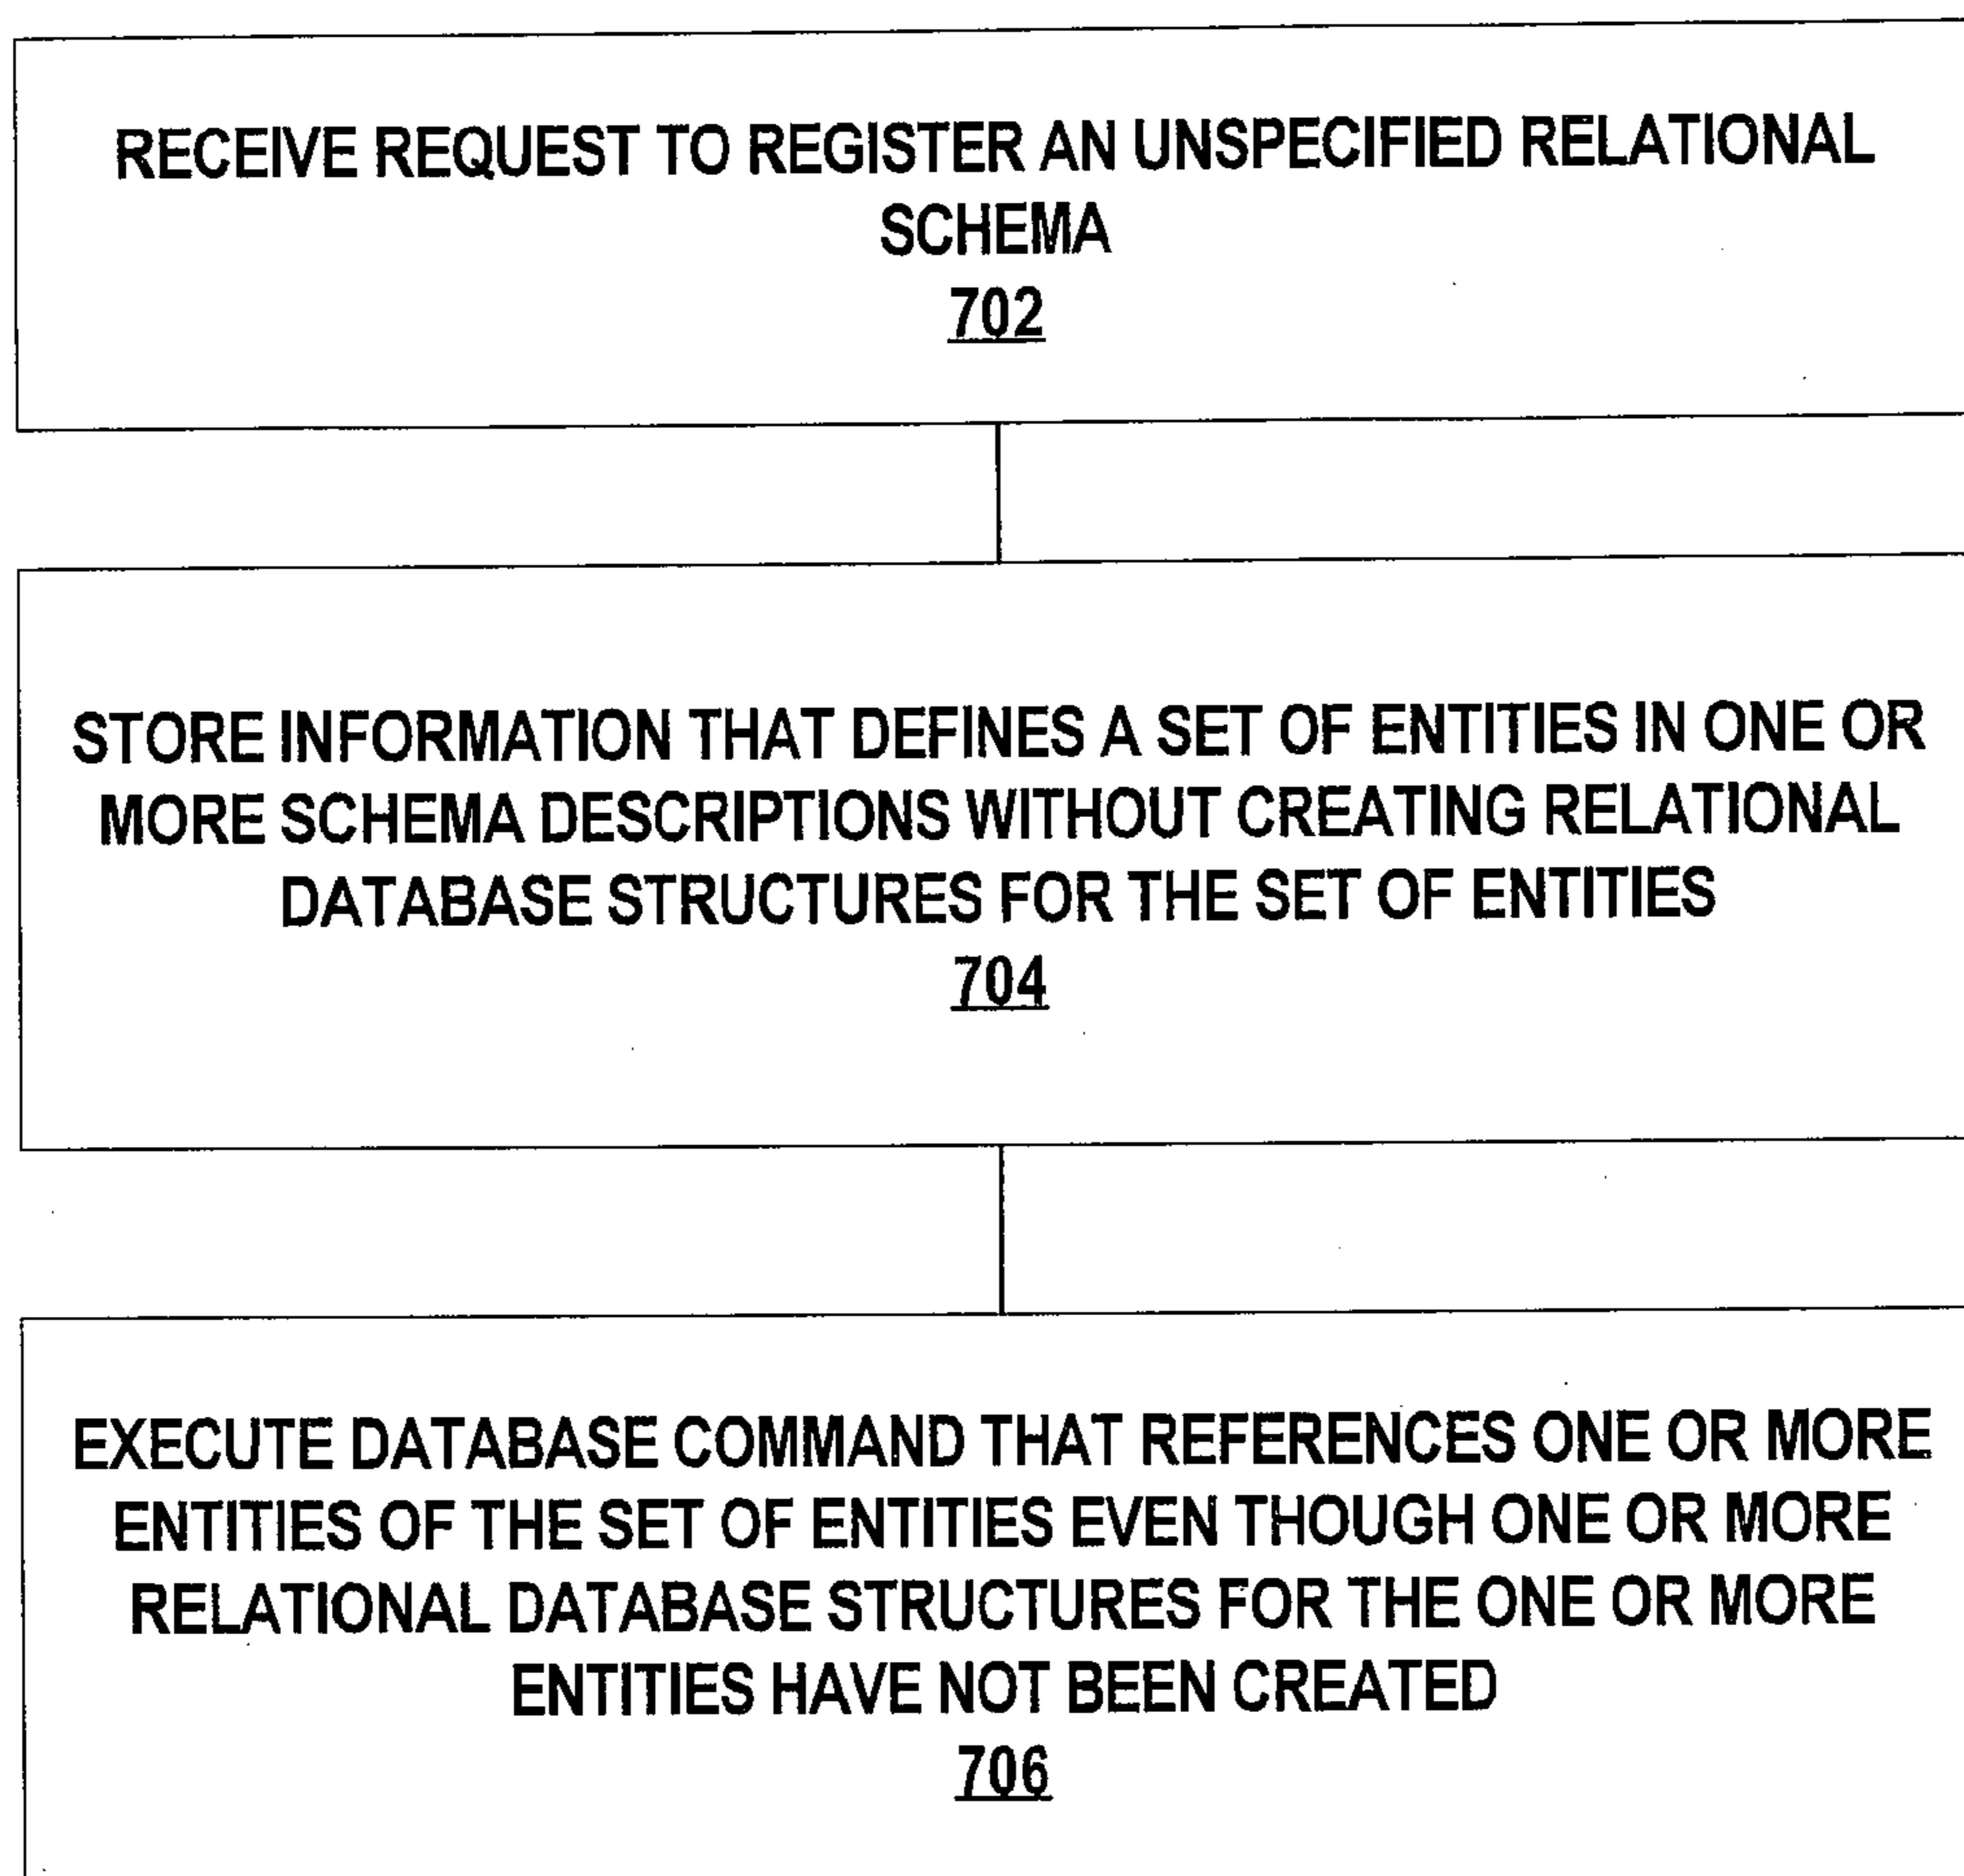 RECEIVE REQUEST TO REGISTER AN UNSPECIFIED RELATIONAL
SCHEMA
702
STORE INFORMATION THAT DEFINES A SET OF ENTITIES IN ONE OR
MORE SCHEMA DESCRIPTIONS WITHOUT CREATING RELATIONAL
DATABASE STRUCTURES FOR THE SET OF ENTITIES
704
EXECUTE DATABASE COMMAND THAT REFERENCES ONE OR MORE
ENTITIES OF THE SET OF ENTITIES EVEN THOUGH ONE OR MORE
RELATIONAL DATABASE STRUCTURES FOR THE ONE OR MORE
ENTITIES HAVE NOT BEEN CREATED
706